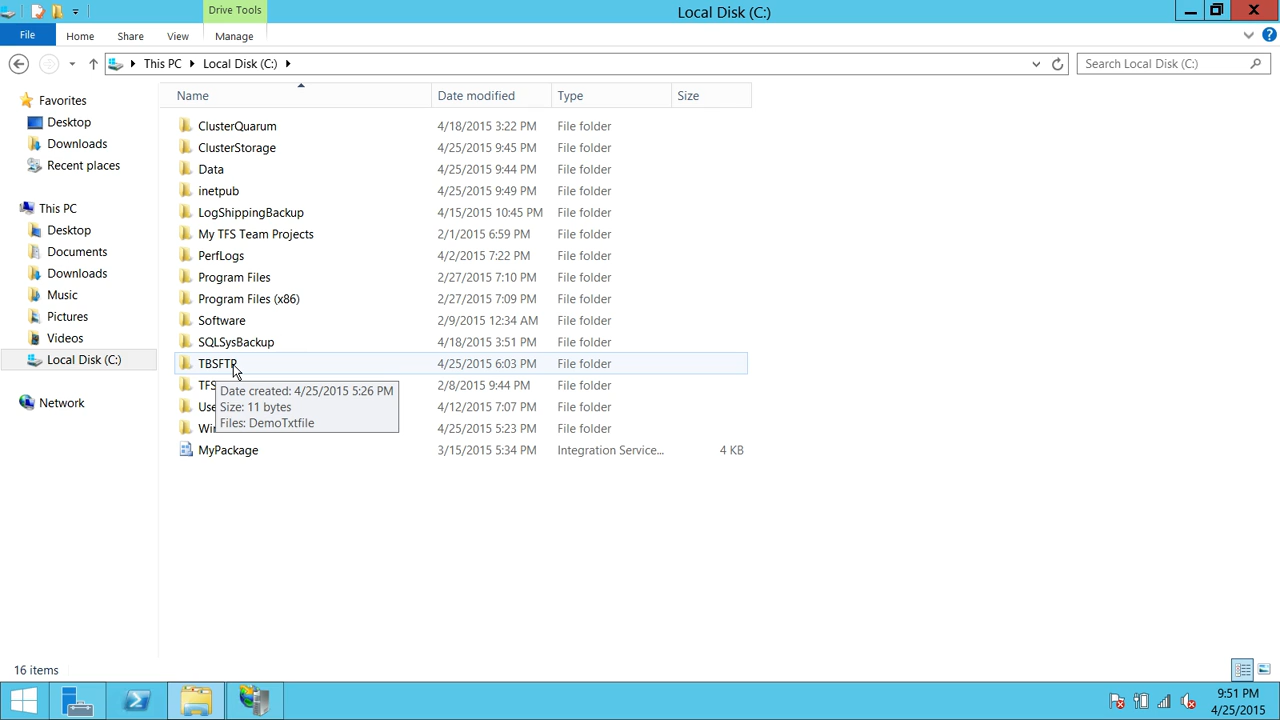 Drive Tools
Local Disk (C:)
File Home Share View Manage
This PC Local Disk (C:)
Search Local Disk (C:)
Favorites
Desktop
Downloads
Recent places
This PC
Desktop
Documents
Downloads
Music
Pictures
Videos
Local Disk (C:)
Network
Name Date modified Type Size
ClusterQuarum 4/18/2015 3:22 PM File folder
ClusterStorage 4/25/2015 9:45 PM File folder
Data 4/25/2015 9:44 PM File folder
inetpub 4/25/2015 9:49 PM File folder
LogShippingBackup 4/15/2015 10:45 PM File folder
My TFS Team Projects 2/1/2015 6:59 PM File folder
PerfLogs 4/2/2015 7:22 PM File folder
Program Files 2/27/2015 7:10 PM File folder
Program Files (x86) 2/27/2015 7:09 PM File folder
Software 2/9/2015 12:34 AM File folder
SQLSysBackup 4/18/2015 3:51 PM File folder
TBSFTP 4/25/2015 6:03 PM File folder
TFS 2/8/2015 9:44 PM File folder
Use 4/12/2015 7:07 PM File folder
Win 4/25/2015 5:23 PM File folder
MyPackage 3/15/2015 5:34 PM Integration Service... 4 KB
Date created: 4/25/2015 5:26 PM
Size: 11 bytes
Files: DemoTxtfile
16 items
9:51 PM
4/25/2015